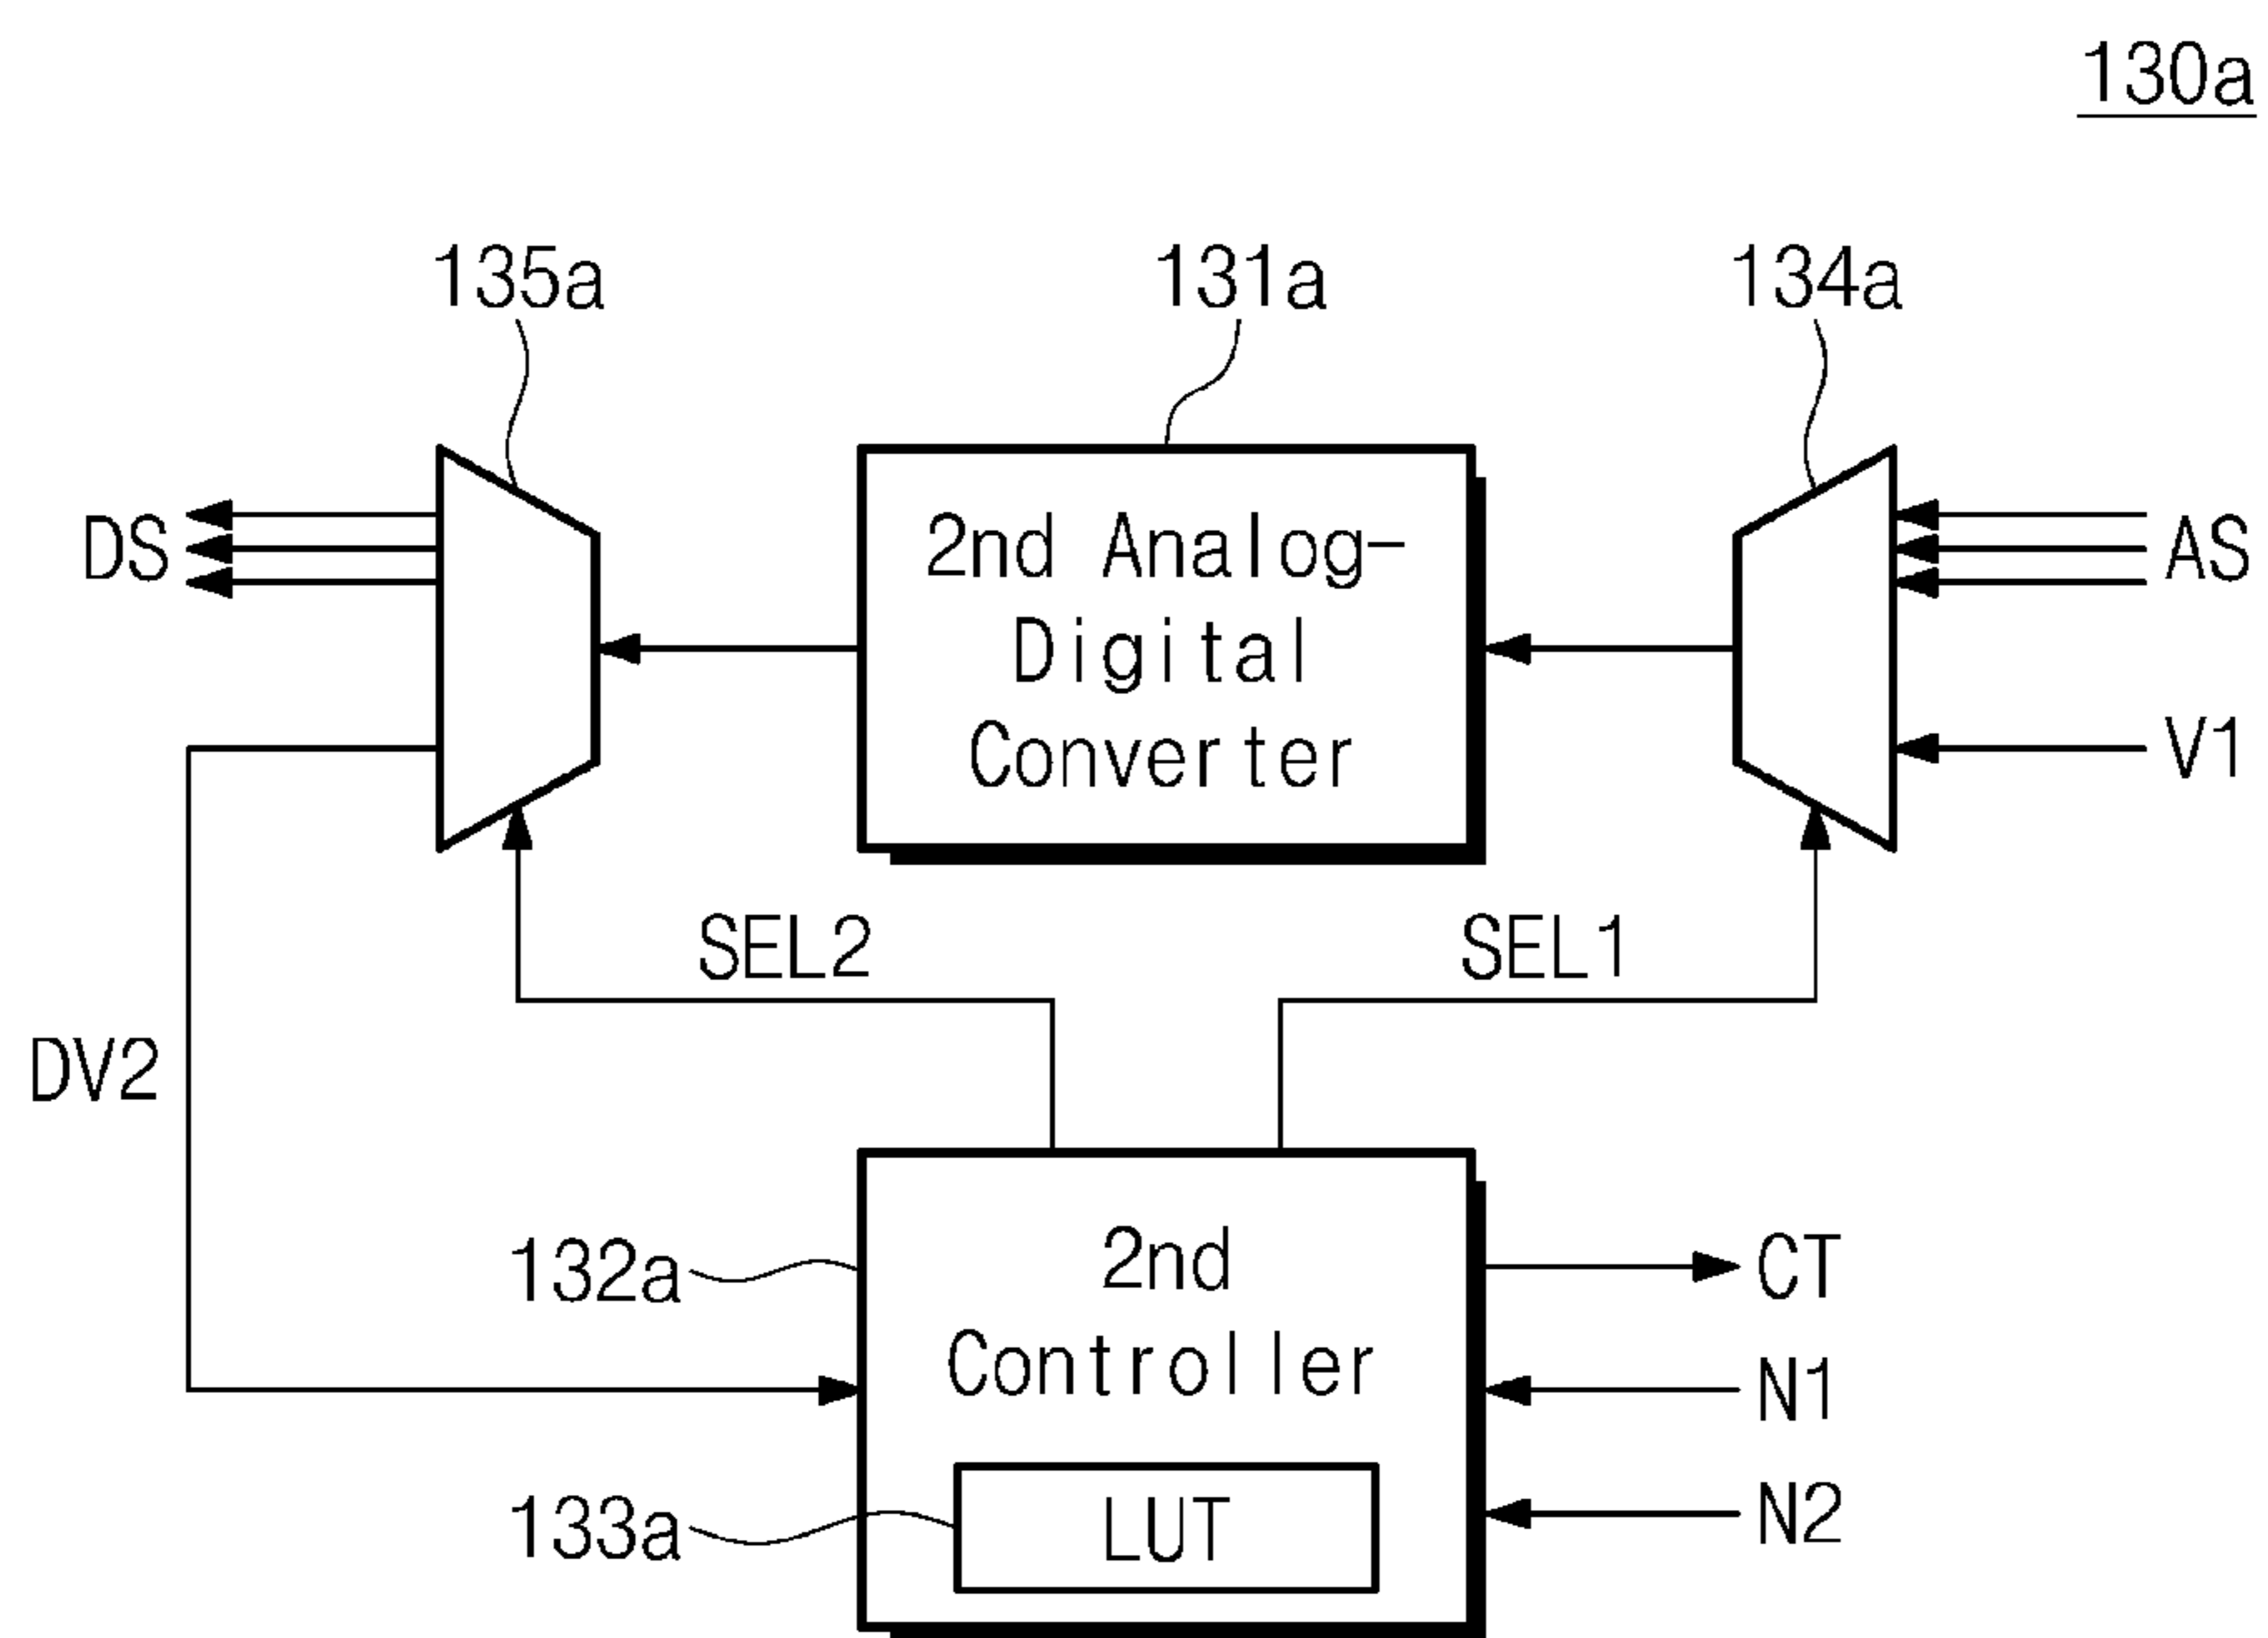 130a
135a
131a
134a
DS
2nd Analog-
Digital
Converter
AS
V1
SEL2
SEL1
DV2
132a
2nd
Controller
CT
N1
N2
133a
LUT